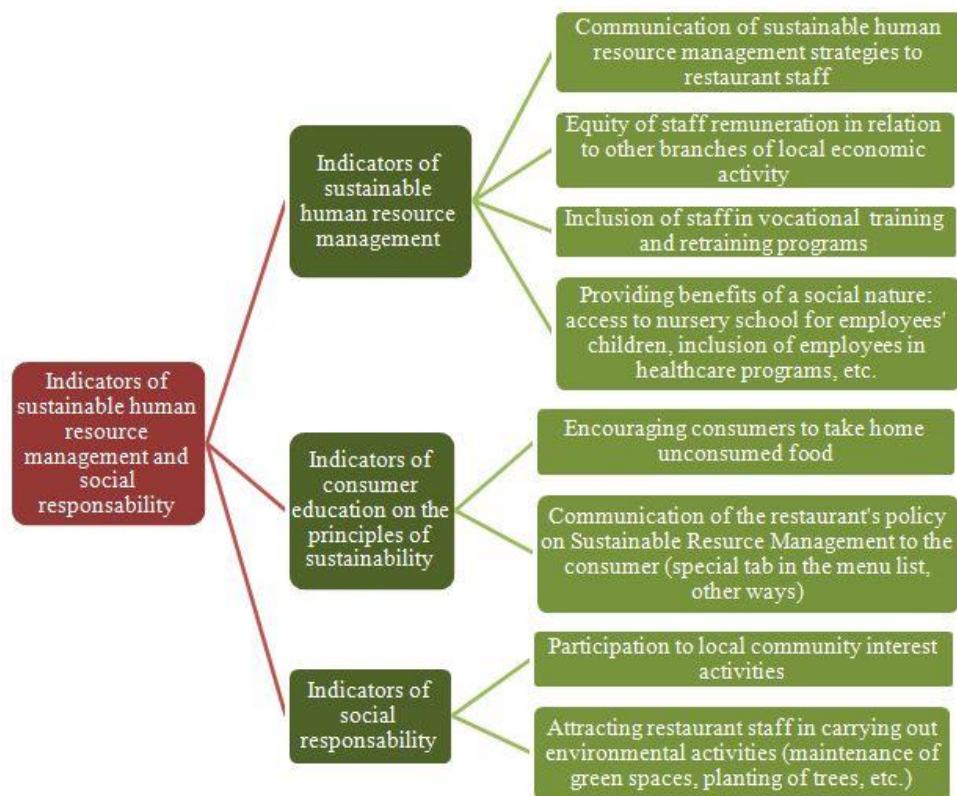 Indicators of
sustainable human
resource
management and
social
responsability
Indicators of
sustainable
human resource
management
Communication of sustainable human
resource management strategies to
restaurant staff
Equity of staff remuneration in relation
to other branches of local economic
activity
Inclusion of staff in vocational training
and retraining programs
Providing benefits of a social nature:
access to nursery school for employees'
children, inclusion of employees in
healthcare programs, etc.
Indicators of
consumer
education on the
principles of
sustainability
Encouraging consumers to take home
unconsumed food
Communication of the restaurant's policy
on Sustainable Resurce Management to
the consumer (special tab in the menu list,
other ways)
Indicators of
social
responsability
Participation to local community interest
activities
Attracting restaurant staff in carrying out
environmental activities (maintenance of
green spaces, planting of trees, etc.)